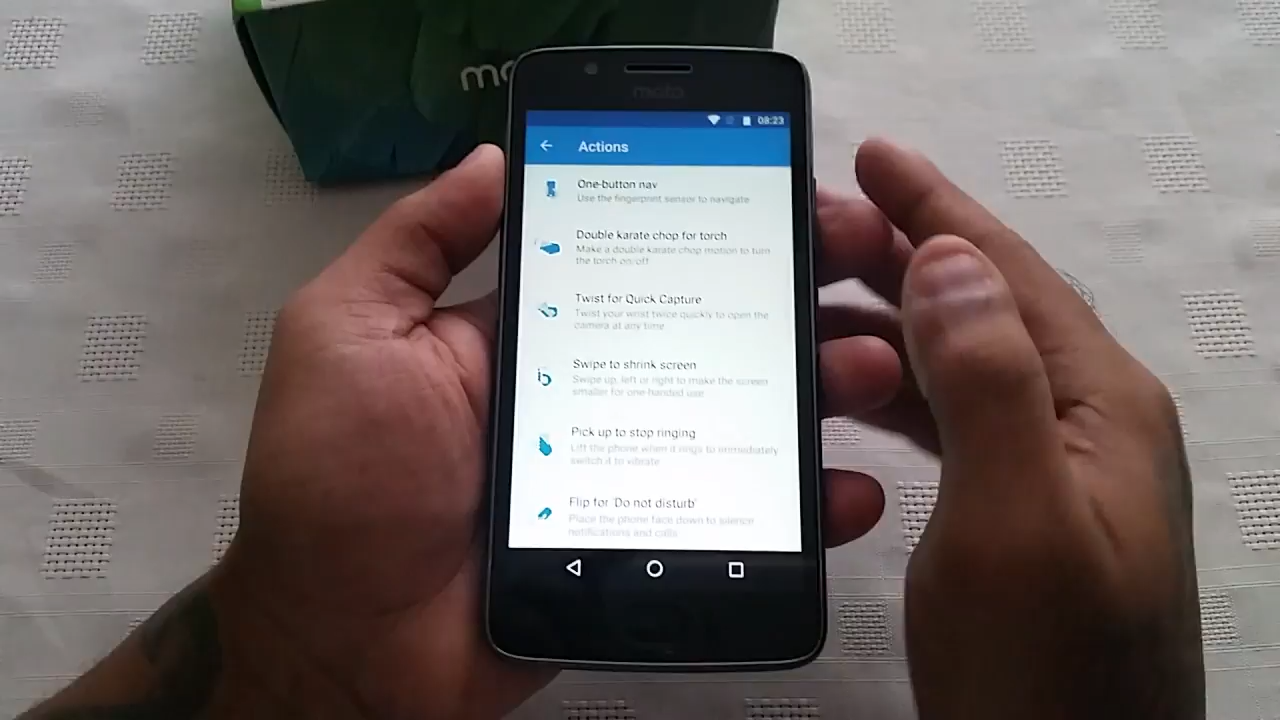 mo
moto
08:23
Actions
One-button nav
Use the fingerprint sensor to navigate
Double karate chop for torch
Make a double karate chop motion to turn
the torch on/off
Twist for Quick Capture
Twist your wrist twice quickly to open the
camera at any time
Swipe to shrink screen
Swipe up, left or right to make the screen
smaller for one handed use
Pick up to stop ringing
Lift the phone when it rings to immediately
switch it to vibrate
Flip for 'Do not disturb'
Place the phone face down to silence
notifications and calls